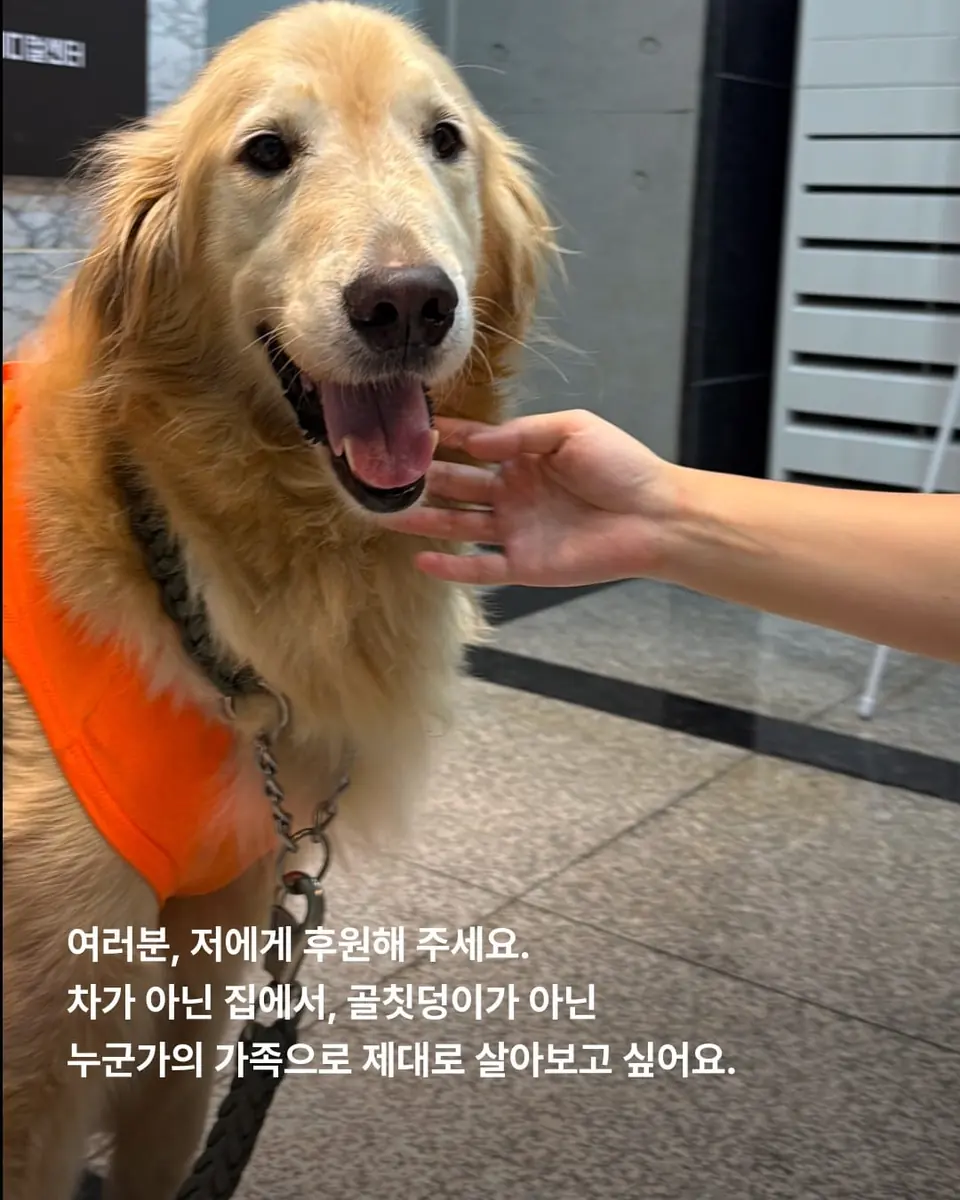 여러분, 저에게 후원해 주세요.
차가 아닌 집에서, 골칫덩이가 아닌
누군가의 가족으로 제대로 살아보고 싶어요.